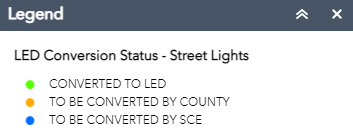 Legend
LED Conversion Status - Street Lights
CONVERTED TO LED
TO BE CONVERTED BY COUNTY
TO BE CONVERTED BY SCE